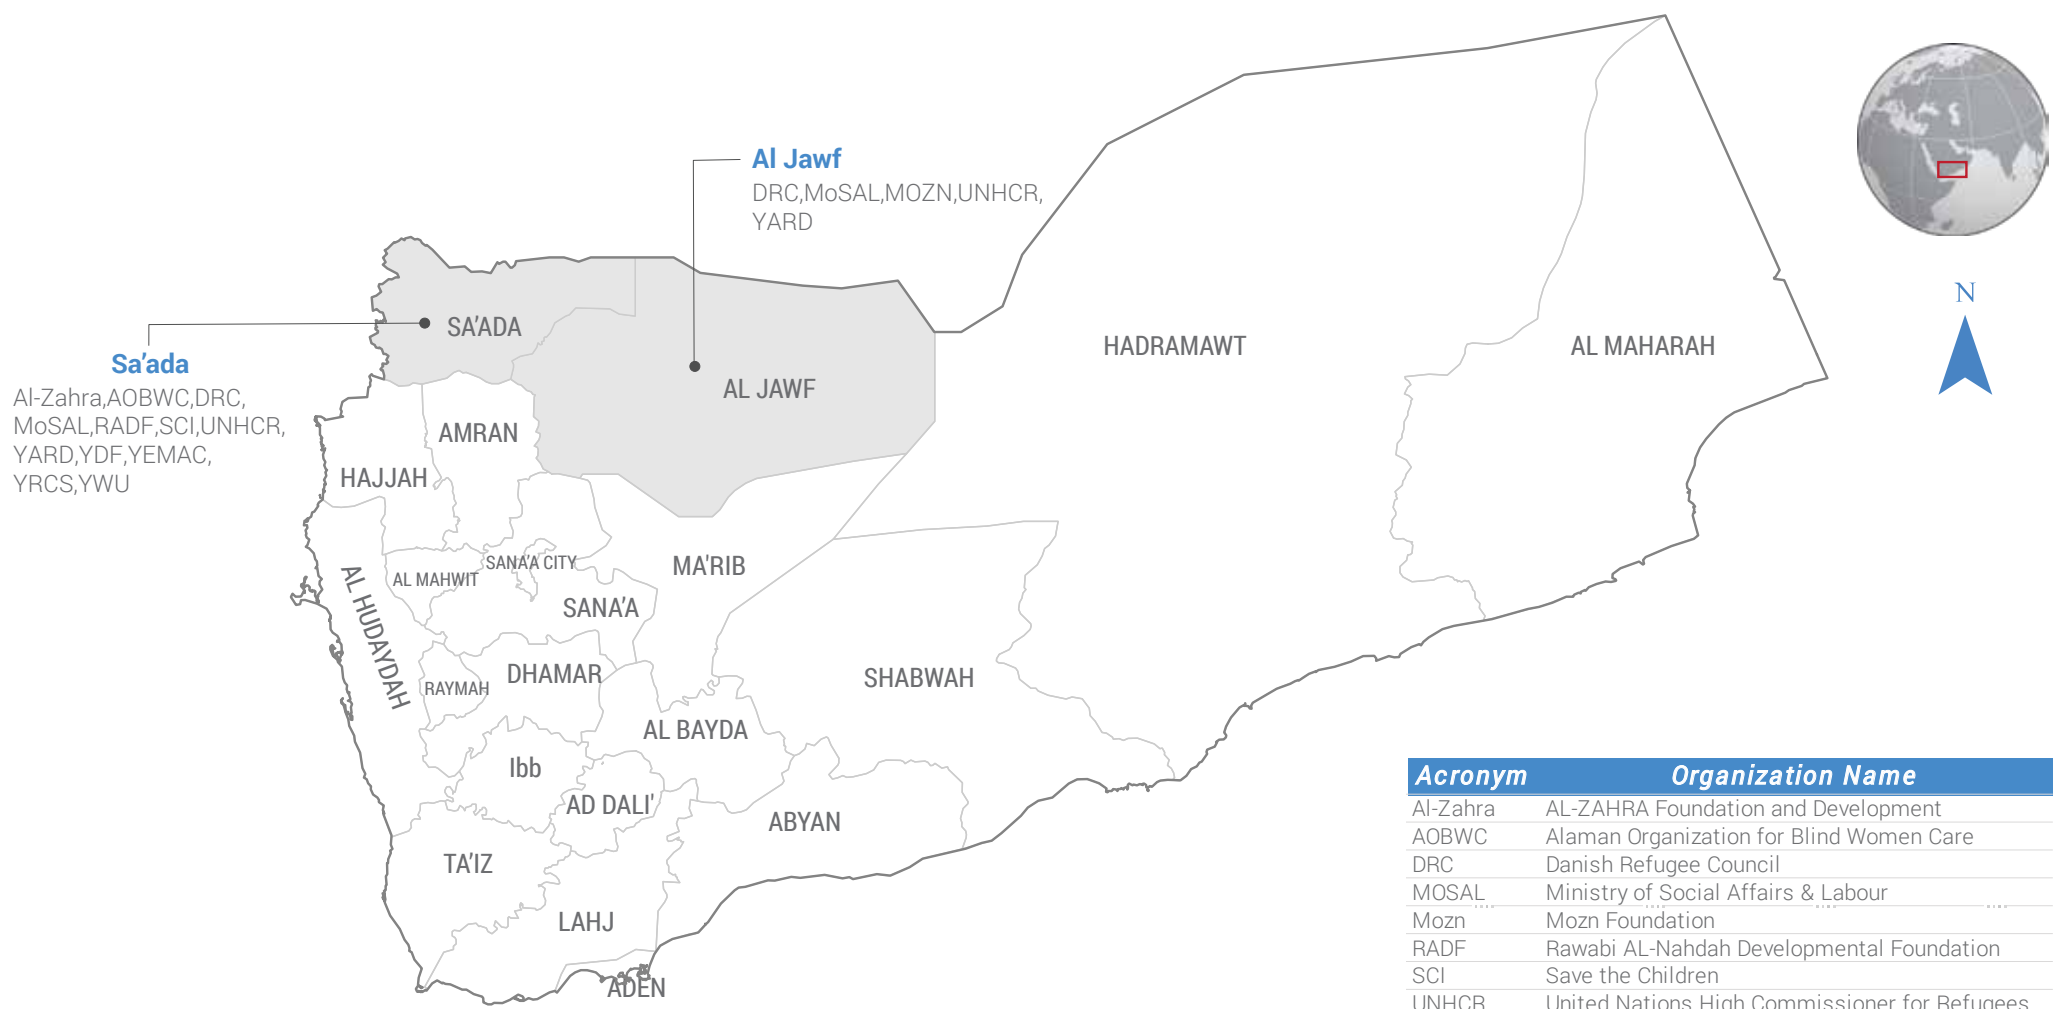 Al Jawf
DRC,MoSAL,MOZN,UNHCR,
YARD
N
SA'ADA
HADRAMAWT
AL MAHARAH
Sa'ada
Al-Zahra,AOBWC,DRC,
MoSAL,RADF,SCI,UNHCR,
YARD,YDF,YEMAC,
YRCS,YWU
AL JAWF
AMRAN
HAJJAH
SANA'A CITY
MA'RIB
AL MAHWIT
SANA'A
AL HUDAYDAH
DHAMAR
SHABWAH
RAYMAH
AL BAYDA
Ibb
AD DALI'
ABYAN
TA'IZ
LAHJ
ADEN
Acronym Organization Name
Al-Zahra AL-ZAHRA Foundation and Development
AOBWC Alaman Organization for Blind Women Care
DRC Danish Refugee Council
MOSAL Ministry of Social Affairs & Labour
Mozn Mozn Foundation
RADF Rawabi AL-Nahdah Developmental Foundation
SCI Save the Children
UNHCR United Nations High Commissioner for Refugees